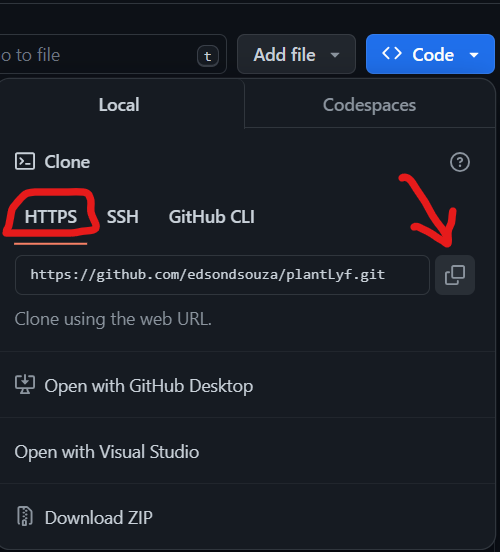 o to file t Add file Code
Local Codespaces
Clone
HTTPS SSH GitHub CLI
https://github.com/edsondsouza/plantLyf.git
Clone using the web URL.
Open with GitHub Desktop
Open with Visual Studio
Download ZIP